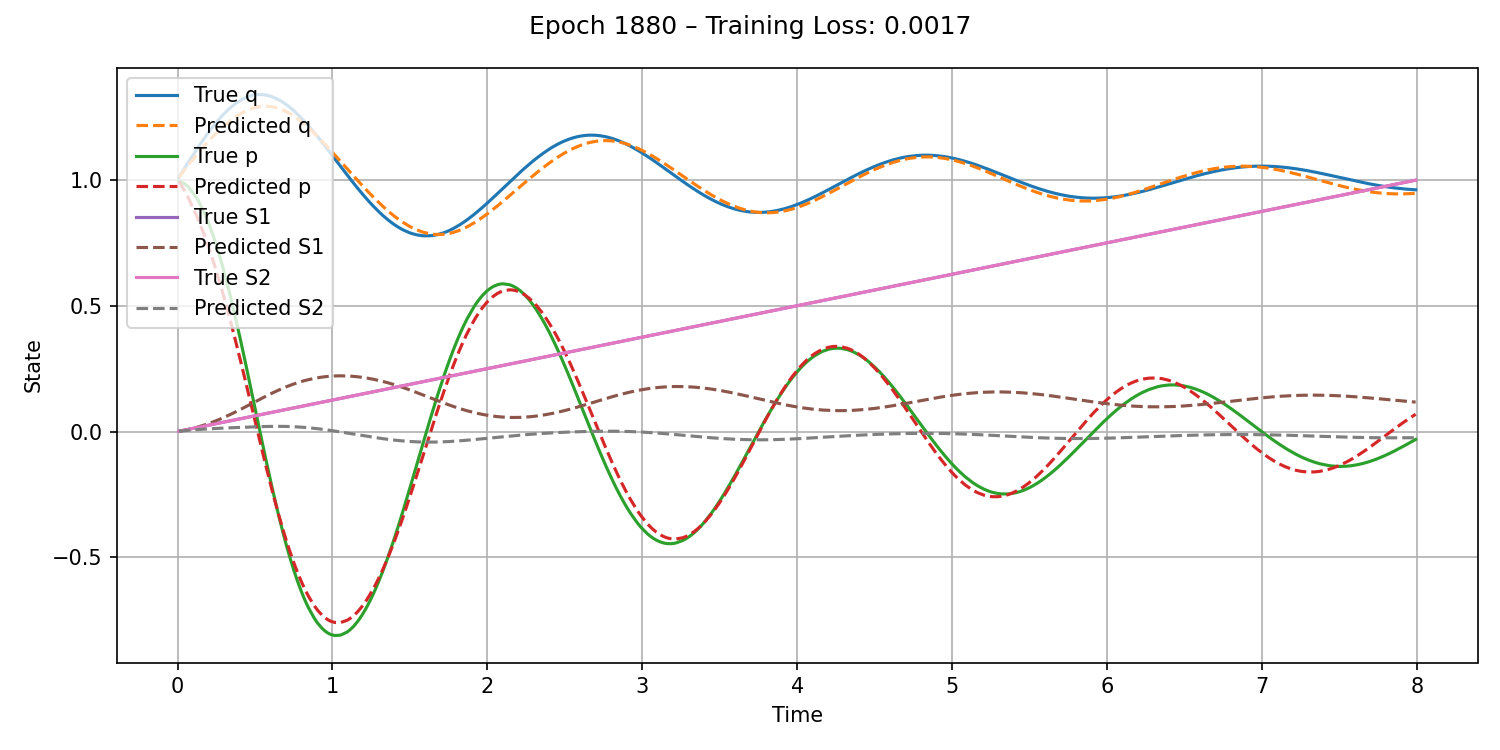 Epoch 1880 – Training Loss: 0.0017
True q
Predicted q
True p
Predicted p
True S1
Predicted S1
True S2
Predicted S2
State
1.0
0.5
0.0
−0.5
0 1 2 3 4 5 6 7 8
Time